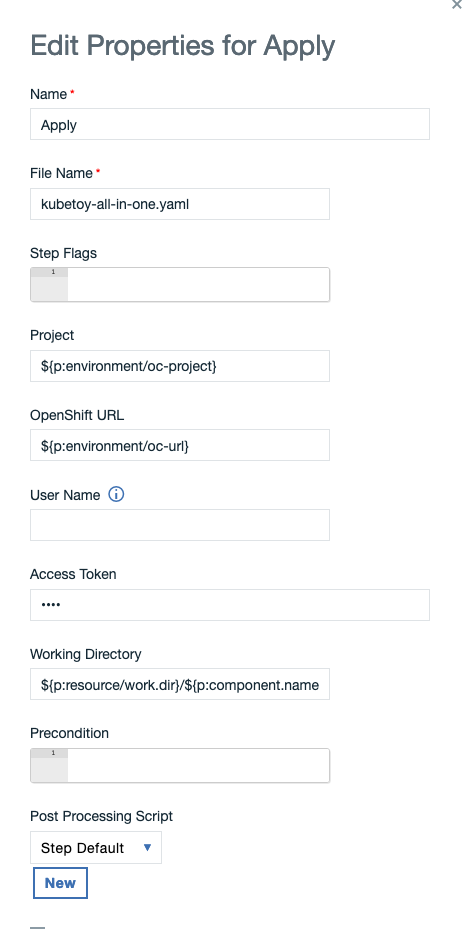 ×
Edit Properties for Apply
Name *
Apply
File Name *
kubetoy-all-in-one.yaml
Step Flags
1
Project
${p:environment/oc-project}
OpenShift URL
${p:environment/oc-url}
User Name
Access Token
••••
Working Directory
${p:resource/work.dir}/${p:component.name
Precondition
1
Post Processing Script
Step Default
New